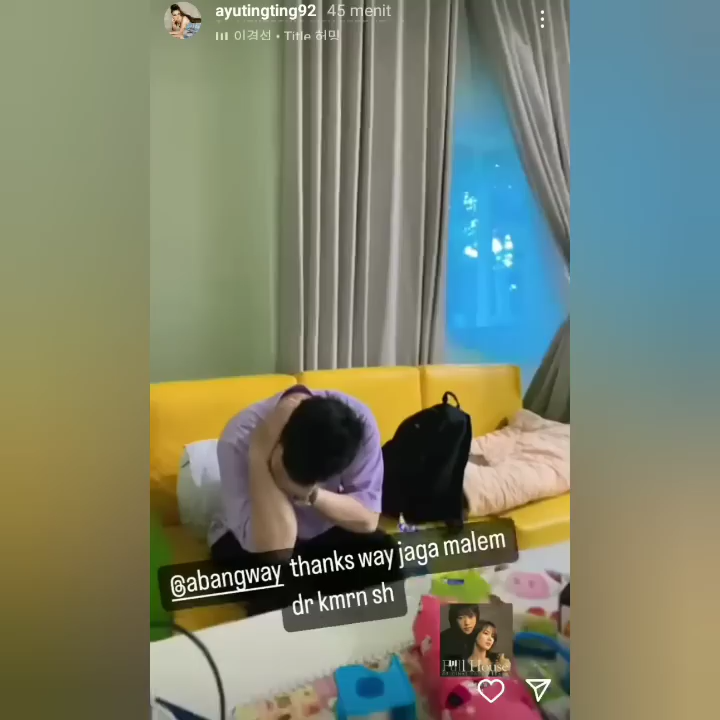 ayutingting92 45 menit
이경선 • Title 허밍
@abangway thanks way jaga malem
dr kmrn sh
Full House